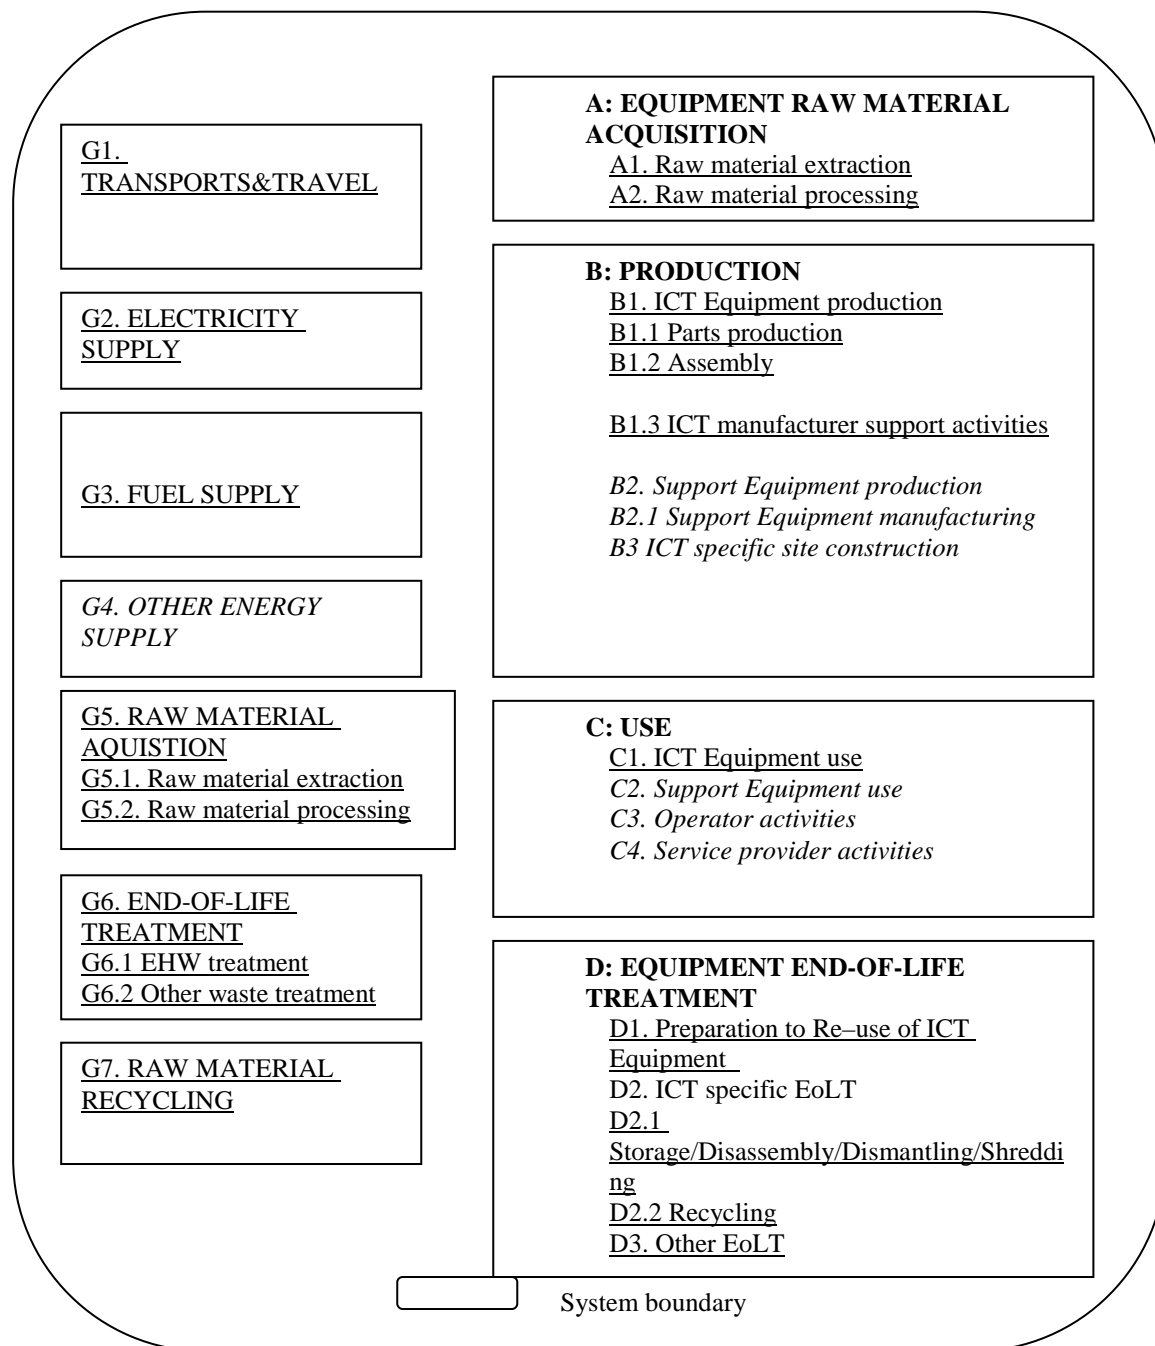 G1.
TRANSPORTS&TRAVEL
G2. ELECTRICITY
SUPPLY
G3. FUEL SUPPLY
G4. OTHER ENERGY
SUPPLY
G5. RAW MATERIAL
AQUISTION
G5.1. Raw material extraction
G5.2. Raw material processing
G6. END-OF-LIFE
TREATMENT
G6.1 EHW treatment
G6.2 Other waste treatment
G7. RAW MATERIAL
RECYCLING
A: EQUIPMENT RAW MATERIAL
ACQUISITION
A1. Raw material extraction
A2. Raw material processing
B: PRODUCTION
B1. ICT Equipment production
B1.1 Parts production
B1.2 Assembly
B1.3 ICT manufacturer support activities
B2. Support Equipment production
B2.1 Support Equipment manufacturing
B3 ICT specific site construction
C: USE
C1. ICT Equipment use
C2. Support Equipment use
C3. Operator activities
C4. Service provider activities
D: EQUIPMENT END-OF-LIFE
TREATMENT
D1. Preparation to Re–use of ICT
Equipment
D2. ICT specific EoLT
D2.1
Storage/Disassembly/Dismantling/Shreddi
ng
D2.2 Recycling
D3. Other EoLT
System boundary